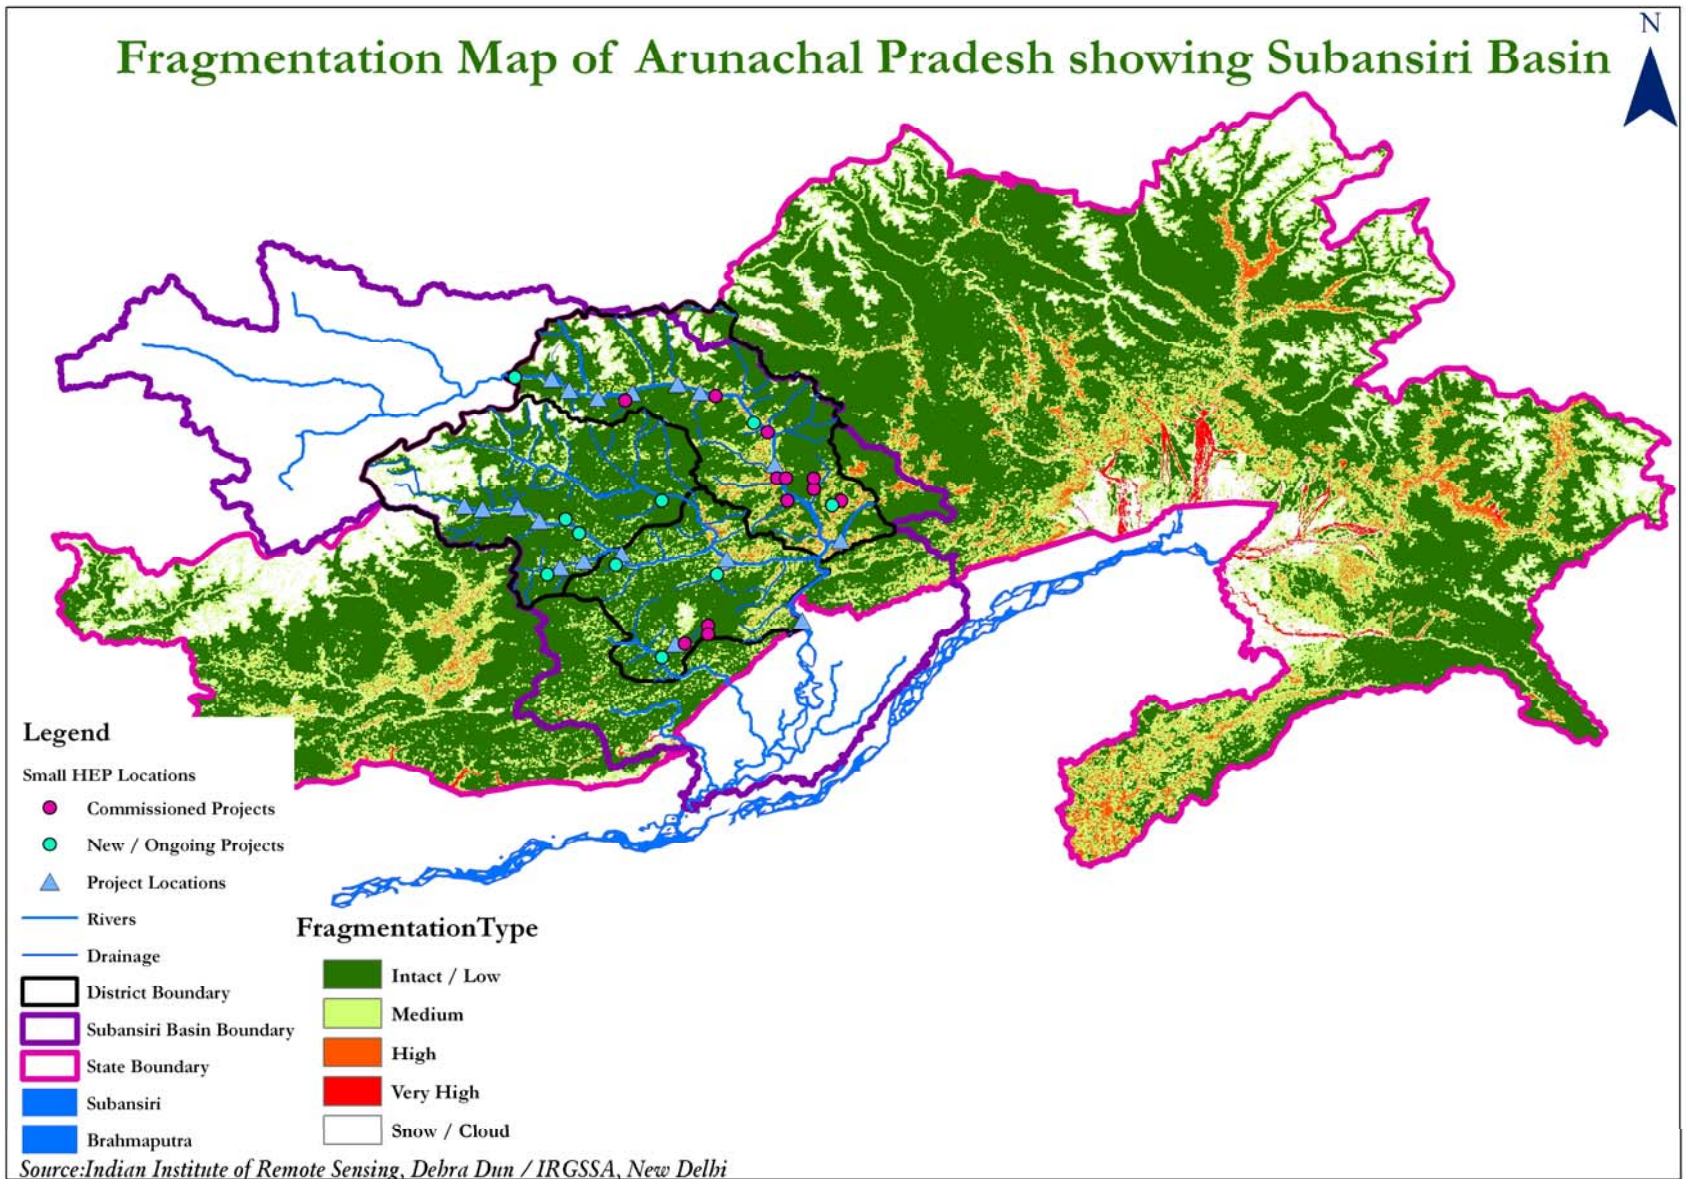 N
Fragmentation Map of Arunachal Pradesh showing Subansiri Basin
Legend
Small HEP Locations
Commissioned Projects
New / Ongoing Projects
Project Locations
Rivers
Drainage
District Boundary
Subansiri Basin Boundary
State Boundary
Subansiri
Brahmaputra
FragmentationType
Intact / Low
Medium
High
Very High
Snow / Cloud
Source:Indian Institute of Remote Sensing, Dehra Dun / IRGSSA, New Delhi